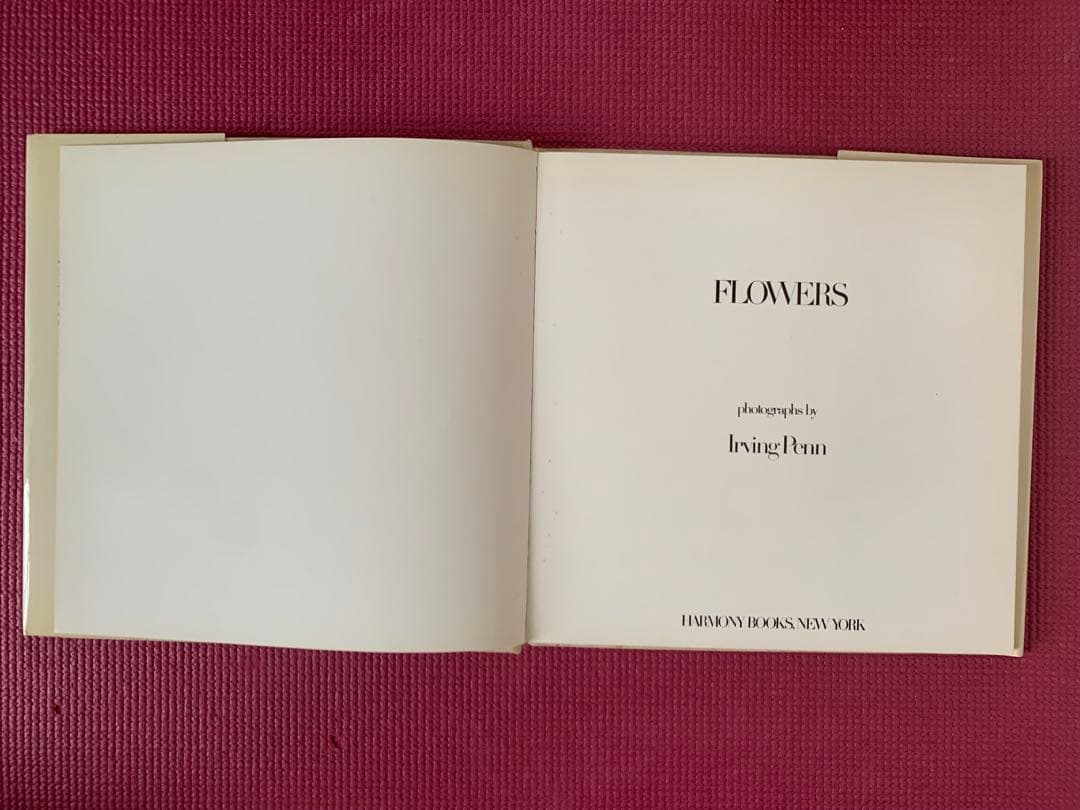 FLOWERS
photographs by
Irving Penn
HARMONY BOOKS, NEW YORK